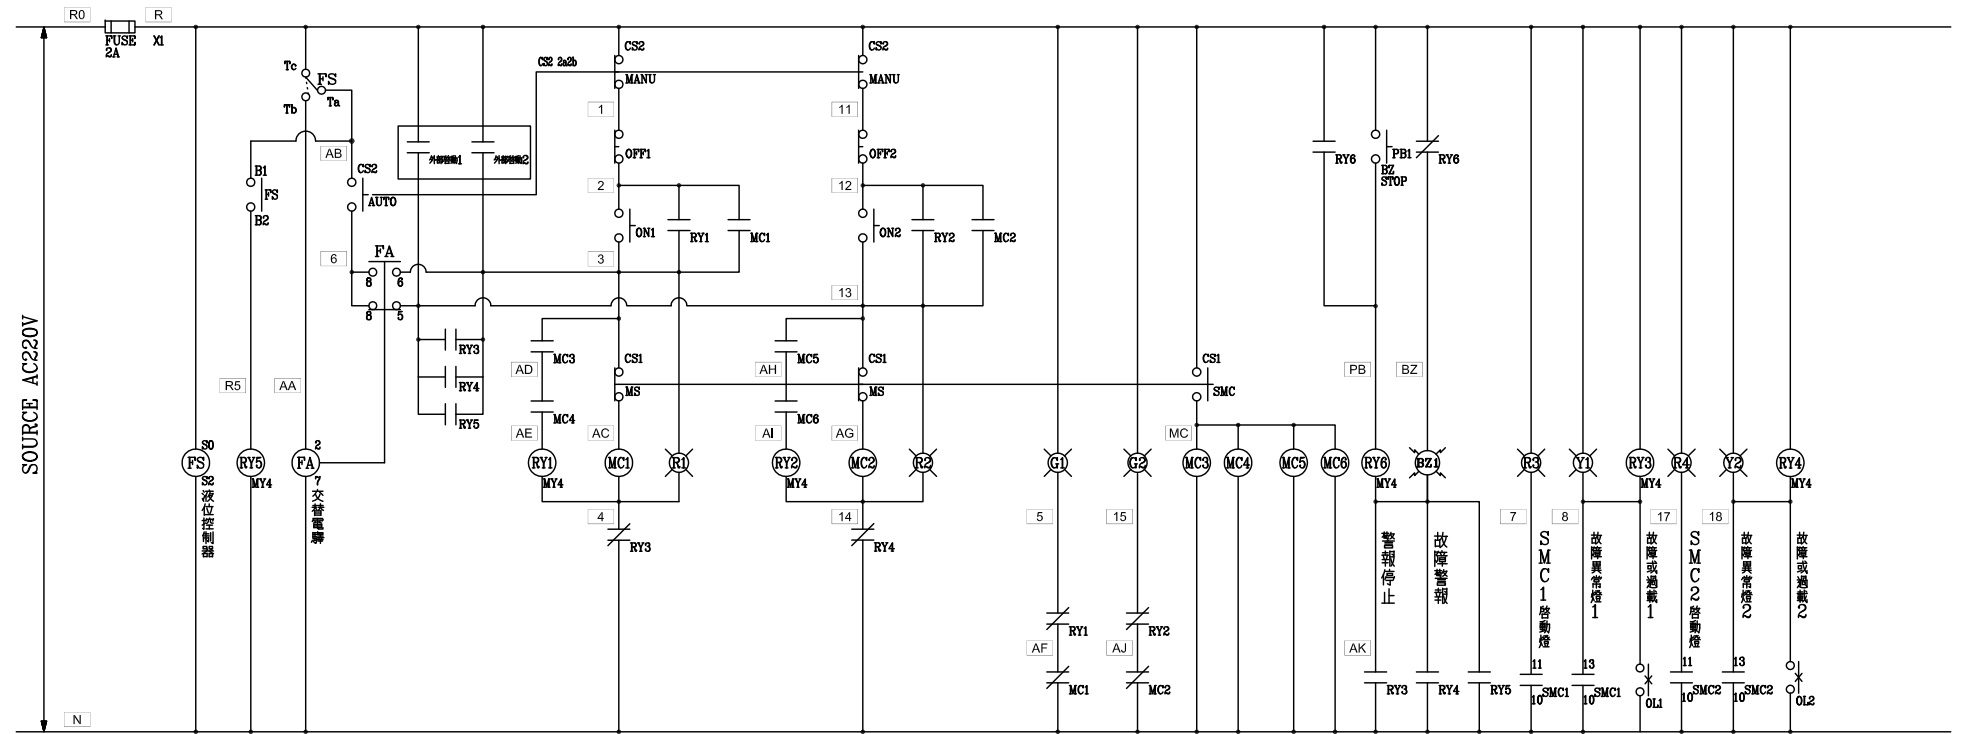 R0
FUSE
2A
R
X1
SOURCE AC220V
N
Tc
FS
Ta
Tb
AB
B1
FS
B2
CS2
AUTO
6
FA
8
6
8
5
R5
AA
S0
FS
S2
液位控制器
RY5
MY4
2
FA
7
交替電驛
外部啓動1
外部啓動2
RY3
RY4
RY5
CS2 2a2b
CS2
MANU
1
OFF1
2
ON1
RY1
MC1
3
MC3
AD
MC4
AE
CS1
MS
AC
RY1
MY4
MC1
R1
4
RY3
CS2
MANU
11
OFF2
12
ON2
RY2
MC2
13
MC5
AH
MC6
AI
CS1
MS
AG
RY2
MY4
MC2
R2
14
RY4
G1
5
RY1
AF
MC1
G2
15
RY2
AJ
MC2
CS1
SMC
MC
MC3
MC4
MC5
MC6
RY6
PB1
BZ
STOP
RY6
PB
BZ
RY6
MY4
BZ1
警報停止
故障警報
AK
RY3
RY4
RY5
R3
7
SMC1啓動燈
11
SMC1
10
Y1
8
故障異常燈1
13
SMC1
10
RY3
MY4
故障或過載1
OL1
R4
17
SMC2啓動燈
11
SMC2
10
Y2
18
故障異常燈2
13
SMC2
10
RY4
故障或過載2
OL2